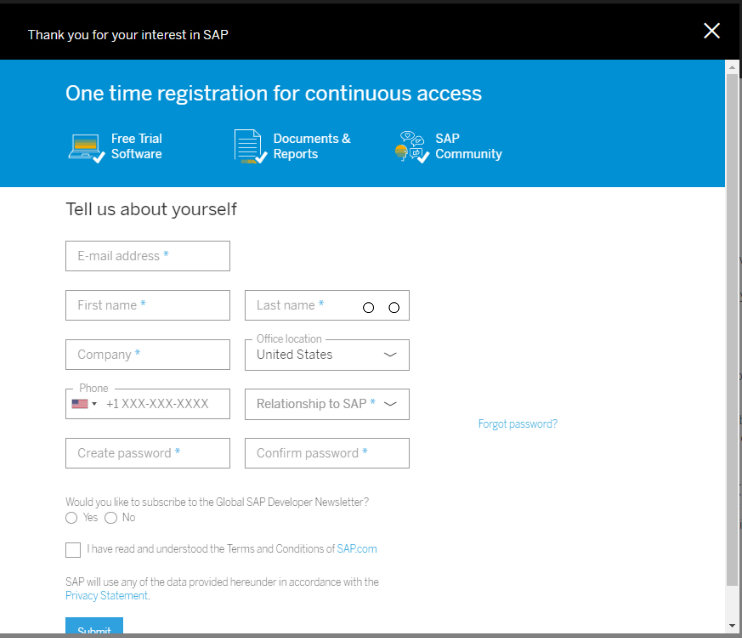 Thank you for your interest in SAP
One time registration for continuous access
Free Trial
Software
Documents &
Reports
SAP
Community
Tell us about yourself
E-mail address *
First name *
Last name *
Company *
Office location
United States
Phone
+1 XXX-XXX-XXXX
Relationship to SAP *
Forgot password?
Create password *
Confirm password *
Would you like to subscribe to the Global SAP Developer Newsletter?
Yes No
I have read and understood the Terms and Conditions of SAP.com
SAP will use any of the data provided hereunder in accordance with the
Privacy Statement.
Submit